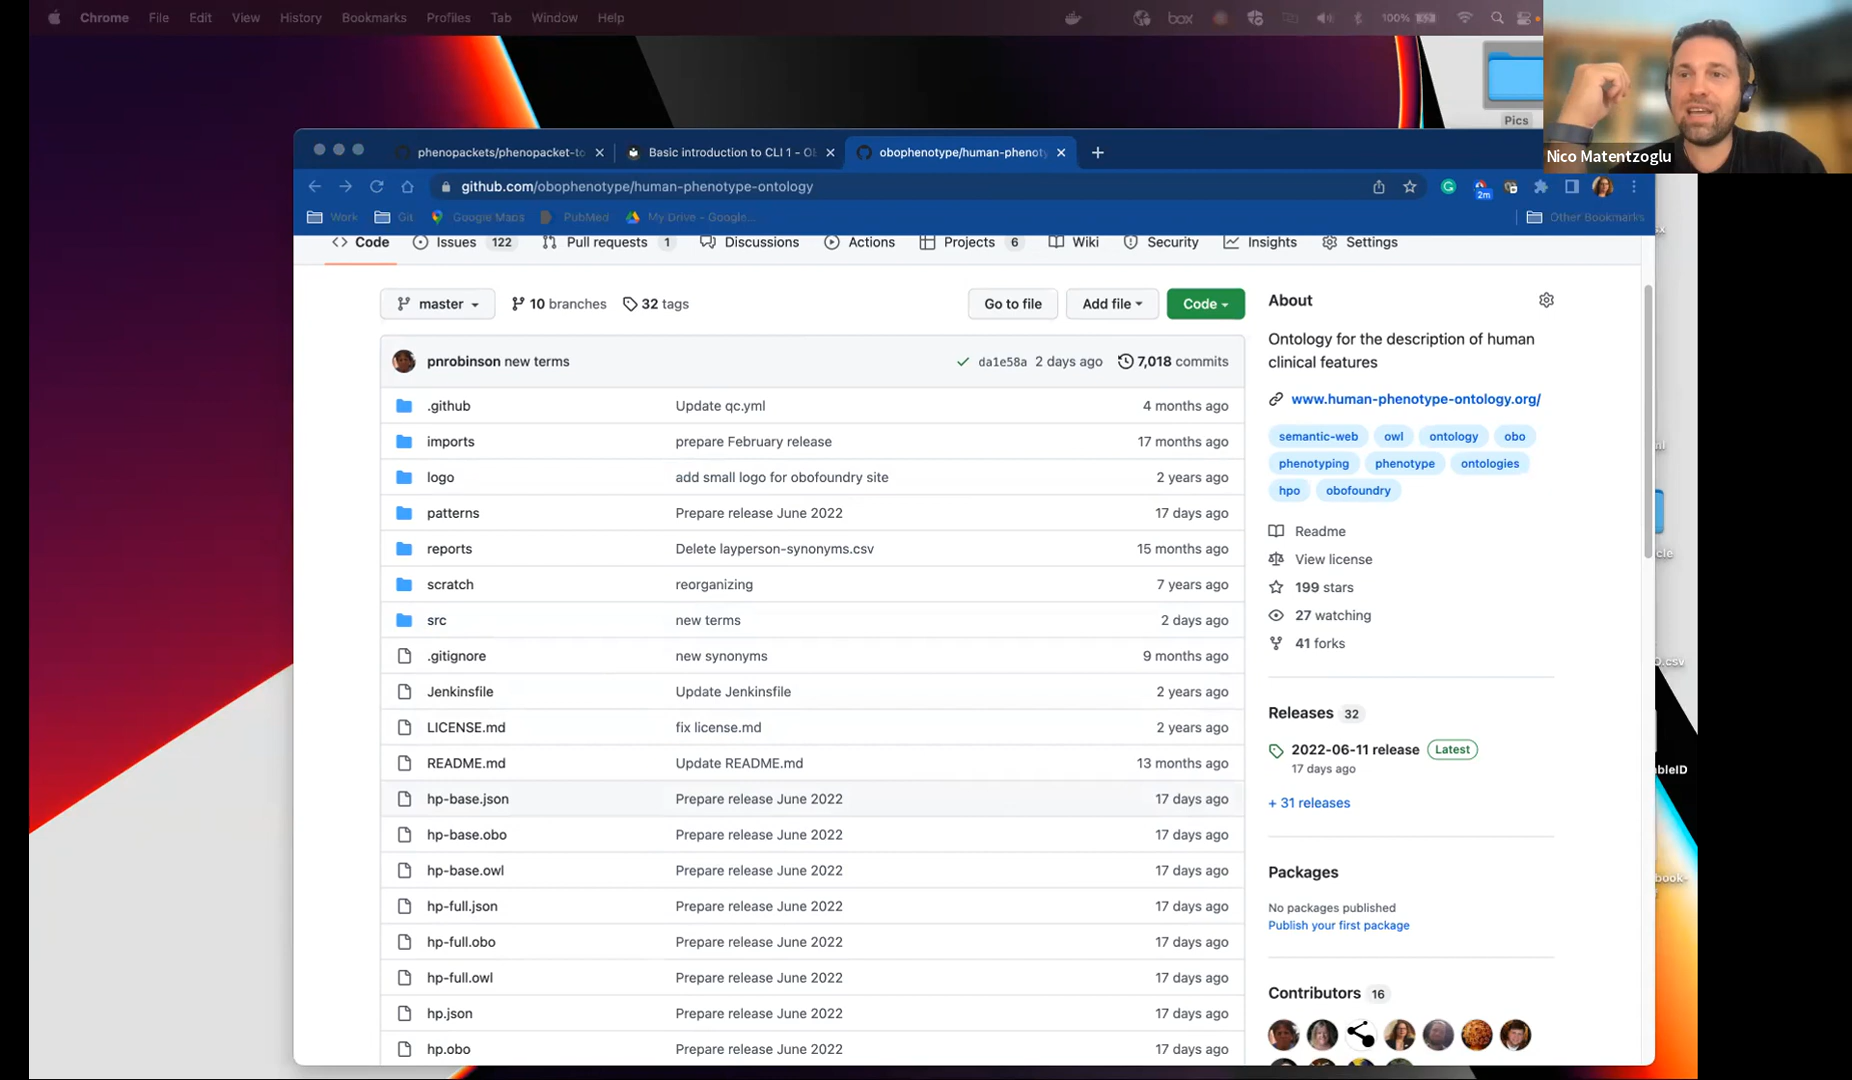 Chrome File Edit View History Bookmarks Profiles Tab Window Help
box 100%
Pics
Nico Matentzoglu
phenopackets/phenopacket-to
Basic introduction to CLI 1 - O
obophenotype/human-phenoty
github.com/obophenotype/human-phenotype-ontology
2m
Work Git Google Maps PubMed My Drive - Google... Other Bookmarks
Code Issues 122 Pull requests 1 Discussions Actions Projects 6 Wiki Security Insights Settings
master 10 branches 32 tags Go to file Add file Code
pnrobinson new terms da1e58a 2 days ago 7,018 commits
.github Update qc.yml 4 months ago
imports prepare February release 17 months ago
logo add small logo for obofoundry site 2 years ago
patterns Prepare release June 2022 17 days ago
reports Delete layperson-synonyms.csv 15 months ago
scratch reorganizing 7 years ago
src new terms 2 days ago
.gitignore new synonyms 9 months ago
Jenkinsfile Update Jenkinsfile 2 years ago
LICENSE.md fix license.md 2 years ago
README.md Update README.md 13 months ago
hp-base.json Prepare release June 2022 17 days ago
hp-base.obo Prepare release June 2022 17 days ago
hp-base.owl Prepare release June 2022 17 days ago
hp-full.json Prepare release June 2022 17 days ago
hp-full.obo Prepare release June 2022 17 days ago
hp-full.owl Prepare release June 2022 17 days ago
hp.json Prepare release June 2022 17 days ago
hp.obo Prepare release June 2022 17 days ago
About
Ontology for the description of human
clinical features
www.human-phenotype-ontology.org/
semantic-web owl ontology obo
phenotyping phenotype ontologies
hpo obofoundry
Readme
View license
199 stars
27 watching
41 forks
Releases 32
2022-06-11 release Latest
17 days ago
+ 31 releases
Packages
No packages published
Publish your first package
Contributors 16